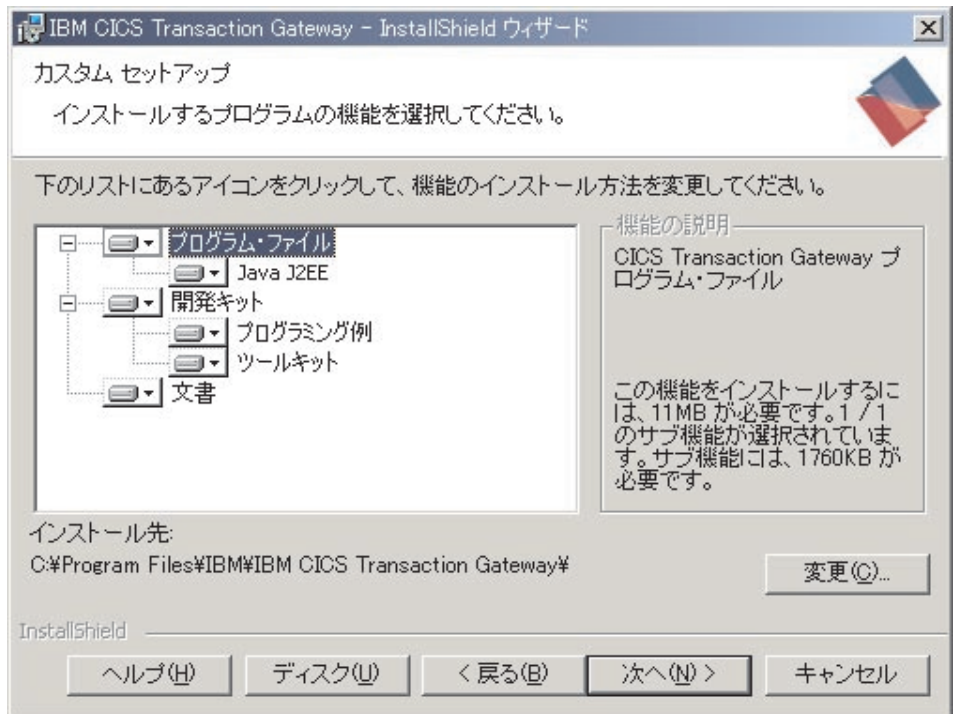 IBM CICS Transaction Gateway - InstallShield ウィザード
カスタム セットアップ
インストールするプログラムの機能を選択してください。
下のリストにあるアイコンをクリックして、機能のインストール方法を変更してください。
プログラム・ファイル
Java J2EE
開発キット
プログラミング例
ツールキット
文書
機能の説明
CICS Transaction Gateway プ
ログラム・ファイル
この機能をインストールするに
は、11MB が必要です。1 / 1
のサブ機能が選択されていま
す。サブ機能には、1760KB が
必要です。
インストール先:
C:¥Program Files¥IBM¥IBM CICS Transaction Gateway¥
変更(C)...
InstallShield
ヘルプ(H)
ディスク(U)
< 戻る(B)
次へ(N) >
キャンセル